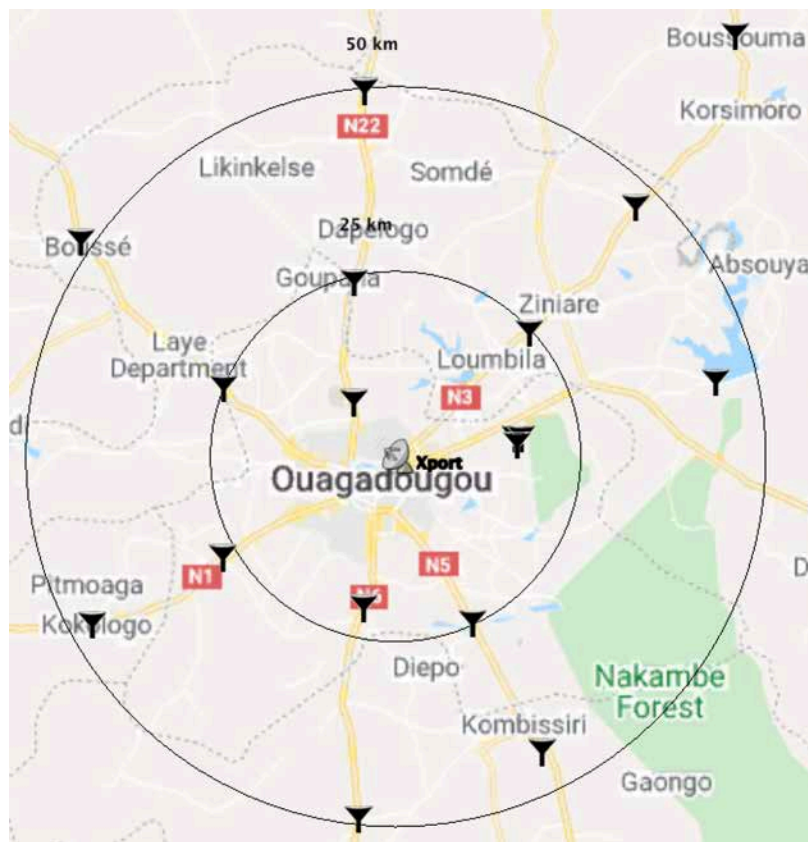 50 km
Boussouma
N22
Korsimoro
Likinkelse
Somdé
25 km
Dapelogo
Boussé
Absouya
Goupana
Ziniare
Laye
Department
Loumbila
N3
Xport
Ouagadougou
N5
N1
Pitmoaga
N6
Kokologo
Diepo
Nakambe
Forest
Kombissiri
Gaongo